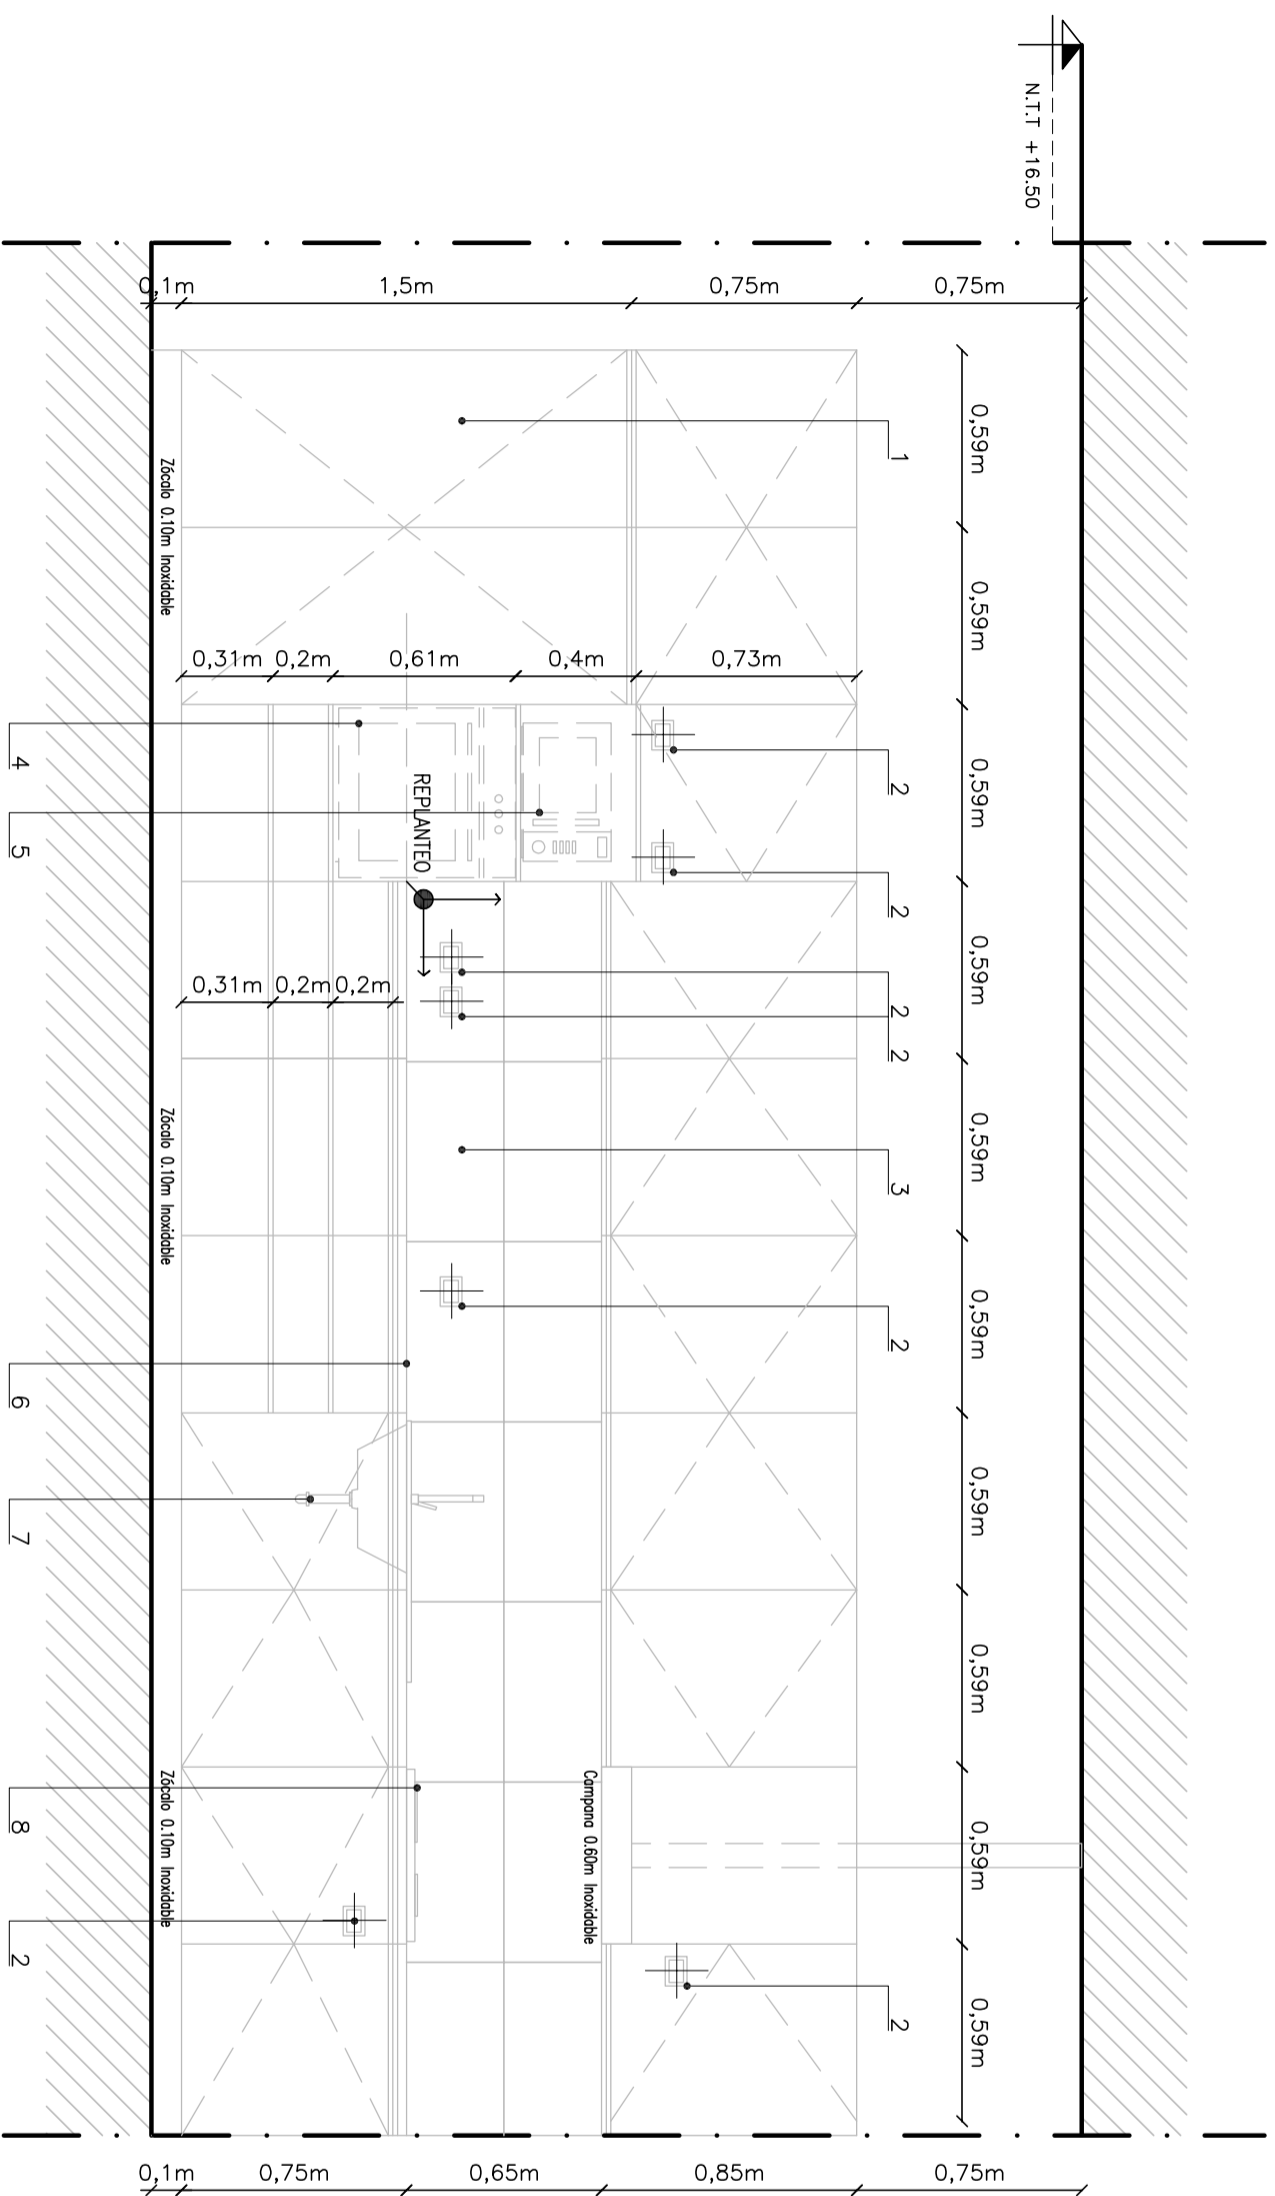 N.T.T +16.50
0,1m 1,5m 0,75m 0,75m
0,59m
0,59m
0,59m
0,59m
0,59m
0,59m
0,59m
0,59m
0,59m
0,59m
1
2
2
2
2
3
2
2
0,31m 0,2m 0,61m 0,4m 0,73m
REPLANTEO
0,31m 0,2m 0,2m
Zócalo 0.10m Inoxidable
Zócalo 0.10m Inoxidable
Zócalo 0.10m Inoxidable
Campana 0.60m Inoxidable
4
5
6
7
8
2
0,1m 0,75m 0,65m 0,85m 0,75m